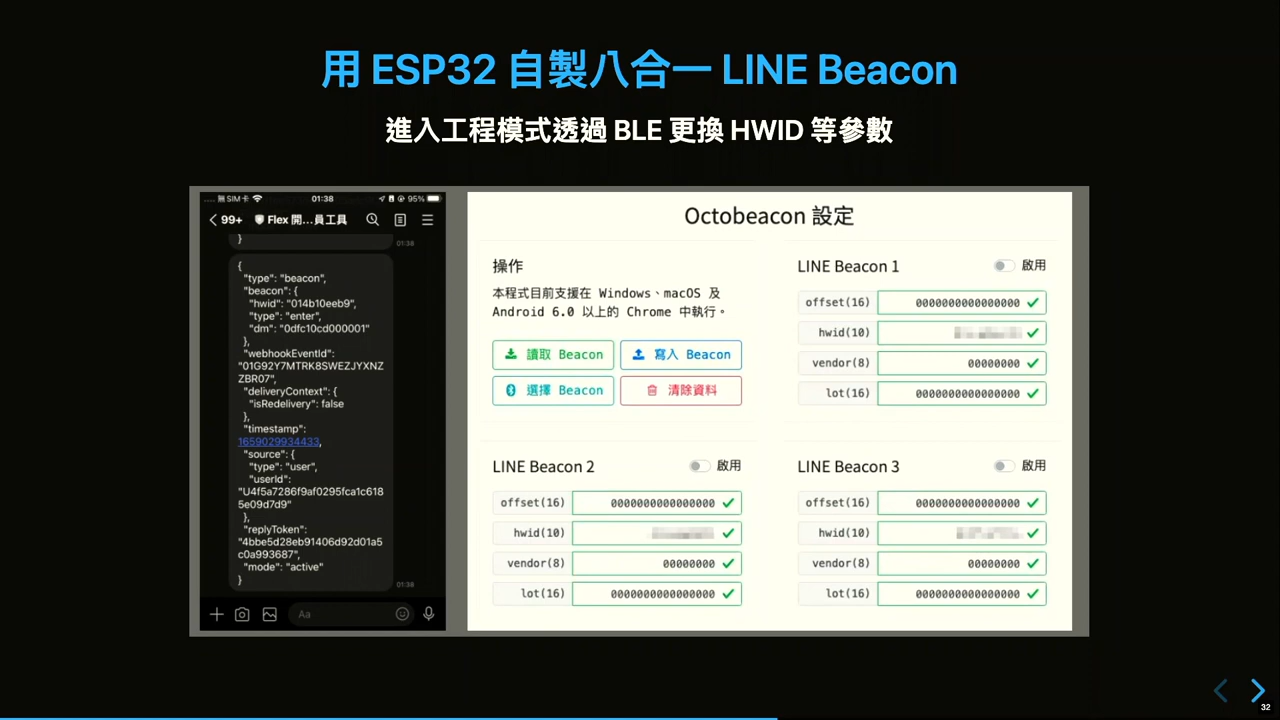 用 ESP32 自製八合一 LINE Beacon
進入工程模式透過 BLE 更換 HWID 等參數
無 SIM 卡
01:38
95%
99+
Flex 開...員工具
}
01:38
{
"type": "beacon",
"beacon": {
"hwid": "014b10eeb9",
"type": "enter",
"dm": "0dfc10cd000001"
},
"webhookEventId":
"01G92Y7MTRK8SWEZJYXNZ
ZBR07",
"deliveryContext": {
"isRedelivery": false
},
"timestamp":
1659029934433,
"source": {
"type": "user",
"userId":
"U4f5a7286f9af0295fca1c618
5e09d7d9"
},
"replyToken":
"4bbe5d28eb91406d92d01a5
c0a993687",
"mode": "active"
}
01:38
Aa
Octobeacon 設定
操作
本程式目前支援在 Windows、macOS 及
Android 6.0 以上的 Chrome 中執行。
讀取 Beacon
寫入 Beacon
選擇 Beacon
清除資料
LINE Beacon 1
啟用
offset(16)
0000000000000000
hwid(10)
vendor(8)
00000000
lot(16)
0000000000000000
LINE Beacon 2
啟用
offset(16)
0000000000000000
hwid(10)
vendor(8)
00000000
lot(16)
0000000000000000
LINE Beacon 3
啟用
offset(16)
0000000000000000
hwid(10)
vendor(8)
00000000
lot(16)
0000000000000000
32